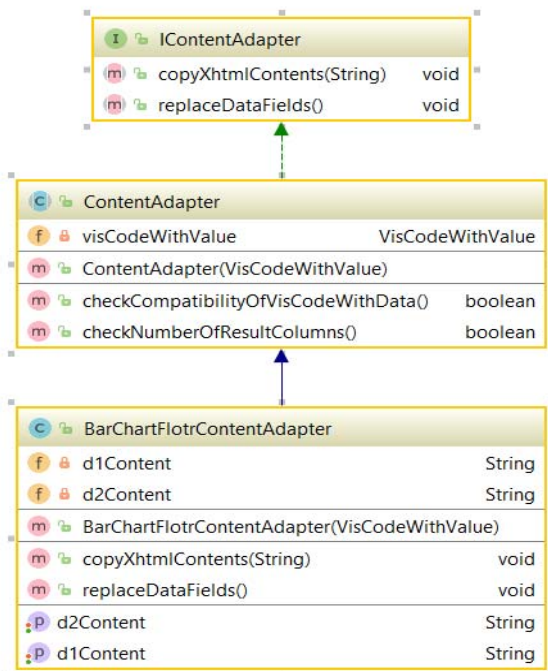 I IContentAdapter
m copyXhtmlContents(String) void
m replaceDataFields() void
C ContentAdapter
f visCodeWithValue VisCodeWithValue
m ContentAdapter(VisCodeWithValue)
m checkCompatibilityOfVisCodeWithData() boolean
m checkNumberOfResultColumns() boolean
C BarChartFlotrContentAdapter
f d1Content String
f d2Content String
m BarChartFlotrContentAdapter(VisCodeWithValue)
m copyXhtmlContents(String) void
m replaceDataFields() void
p d2Content String
p d1Content String